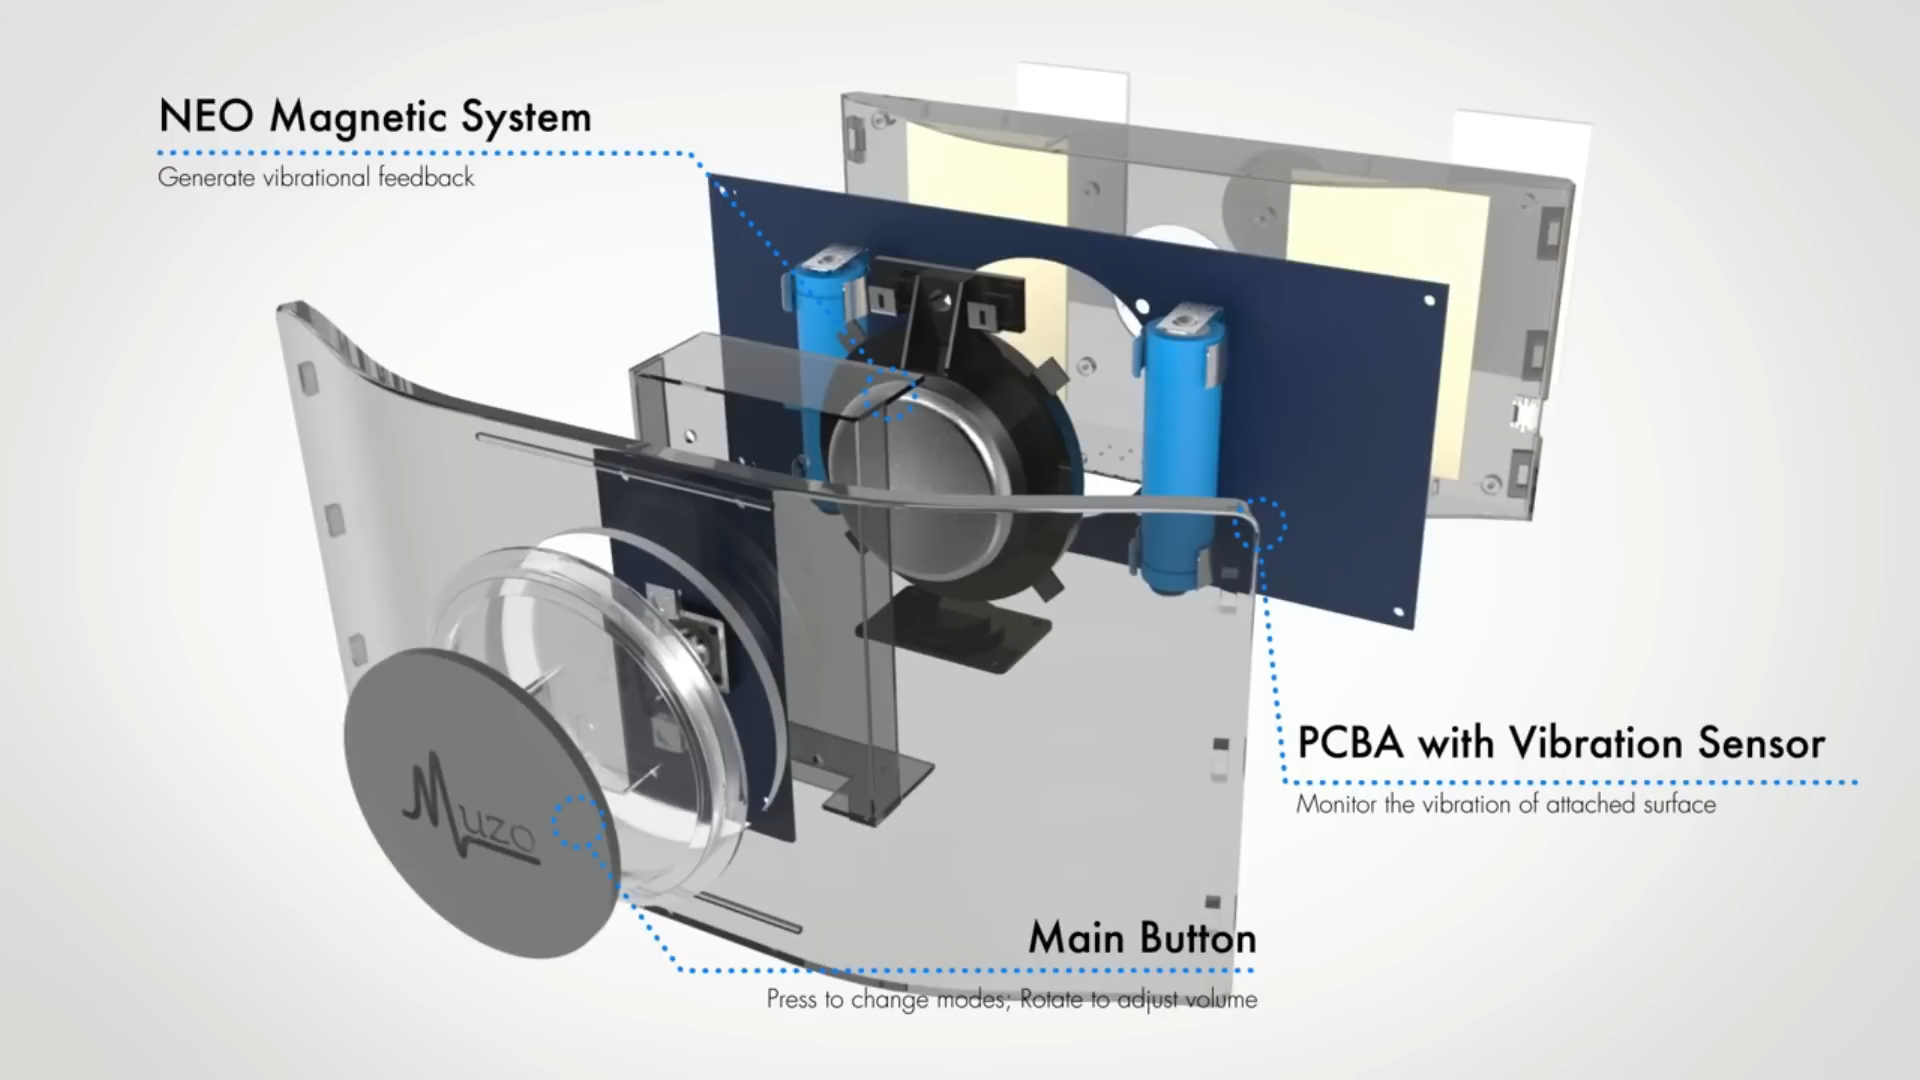 NEO Magnetic System
Generate vibrational feedback
PCBA with Vibration Sensor
Monitor the vibration of attached surface
Muzo
Main Button
Press to change modes; Rotate to adjust volume